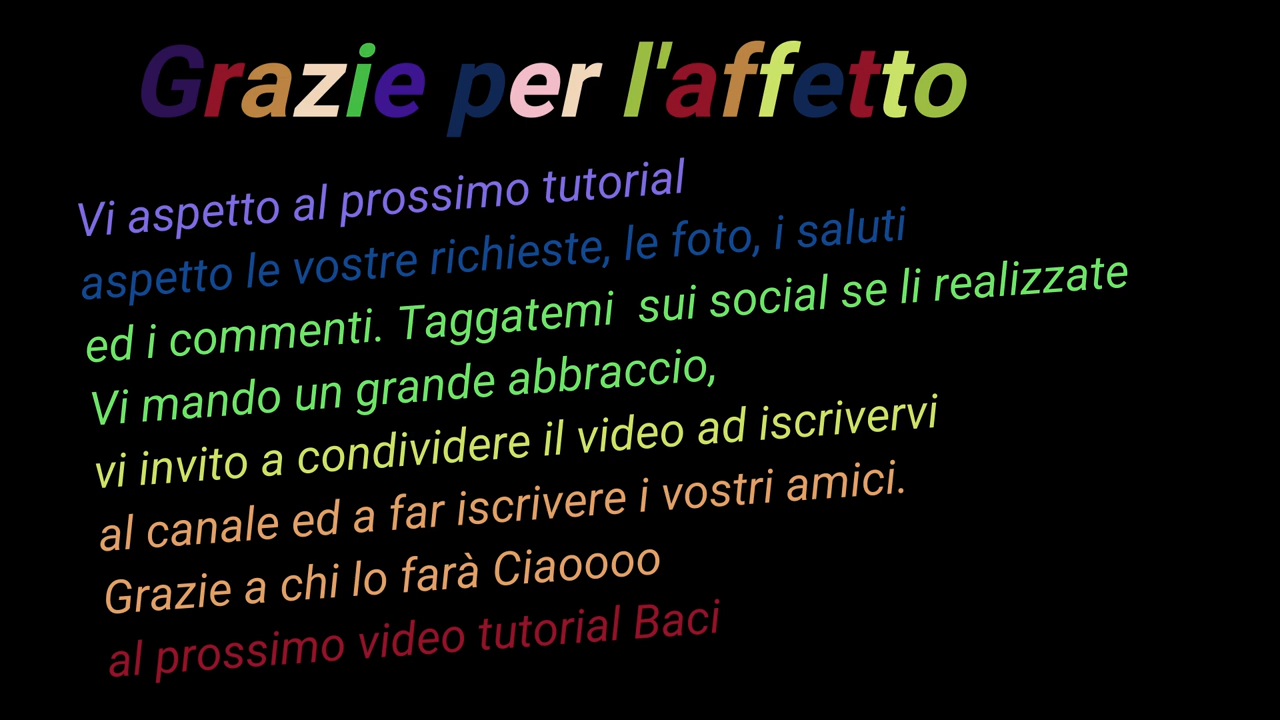 Grazie per l'affetto
Vi aspetto al prossimo tutorial
aspetto le vostre richieste, le foto, i saluti
ed i commenti. Taggatemi  sui social se li realizzate
Vi mando un grande abbraccio,
vi invito a condividere il video ad iscrivervi
al canale ed a far iscrivere i vostri amici.
Grazie a chi lo farà Ciaoooo
al prossimo video tutorial Baci